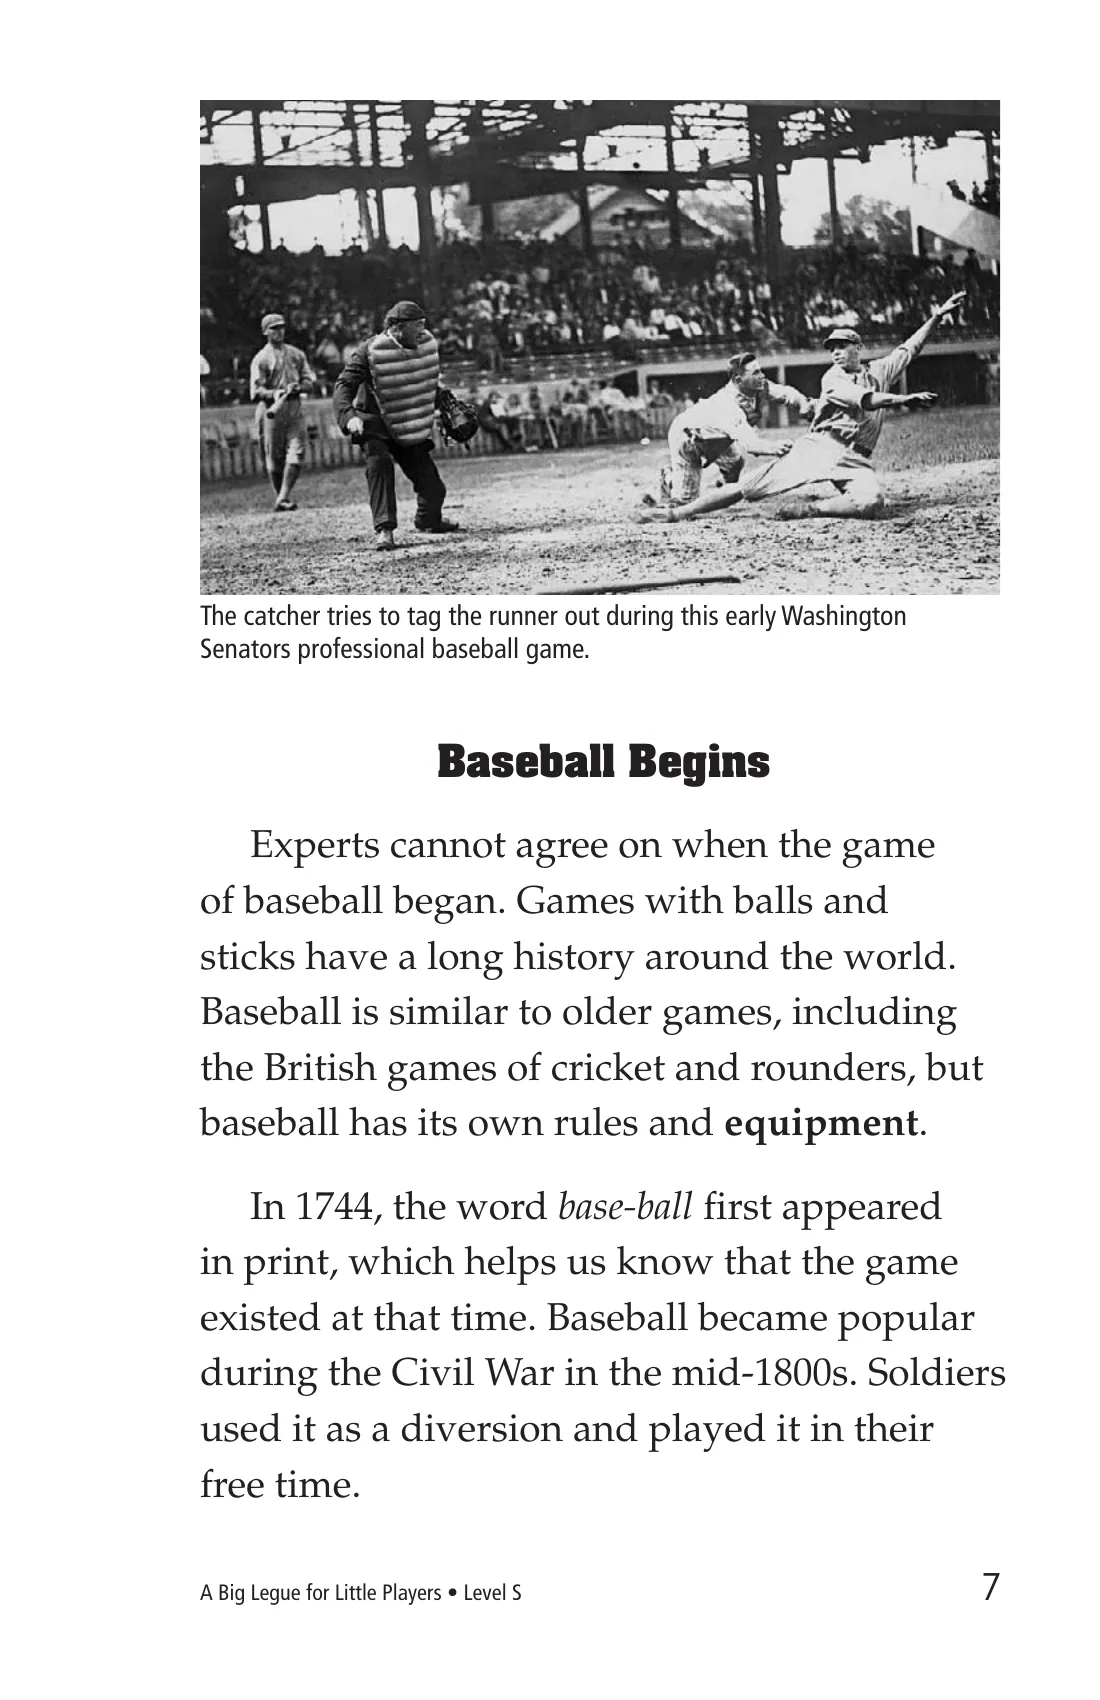 The catcher tries to tag the runner out during this early Washington
Senators professional baseball game.
Baseball Begins
Experts cannot agree on when the game
of baseball began. Games with balls and
sticks have a long history around the world.
Baseball is similar to older games, including
the British games of cricket and rounders, but
baseball has its own rules and equipment.
In 1744, the word base-ball first appeared
in print, which helps us know that the game
existed at that time. Baseball became popular
during the Civil War in the mid-1800s. Soldiers
used it as a diversion and played it in their
free time.
A Big Legue for Little Players • Level S
7